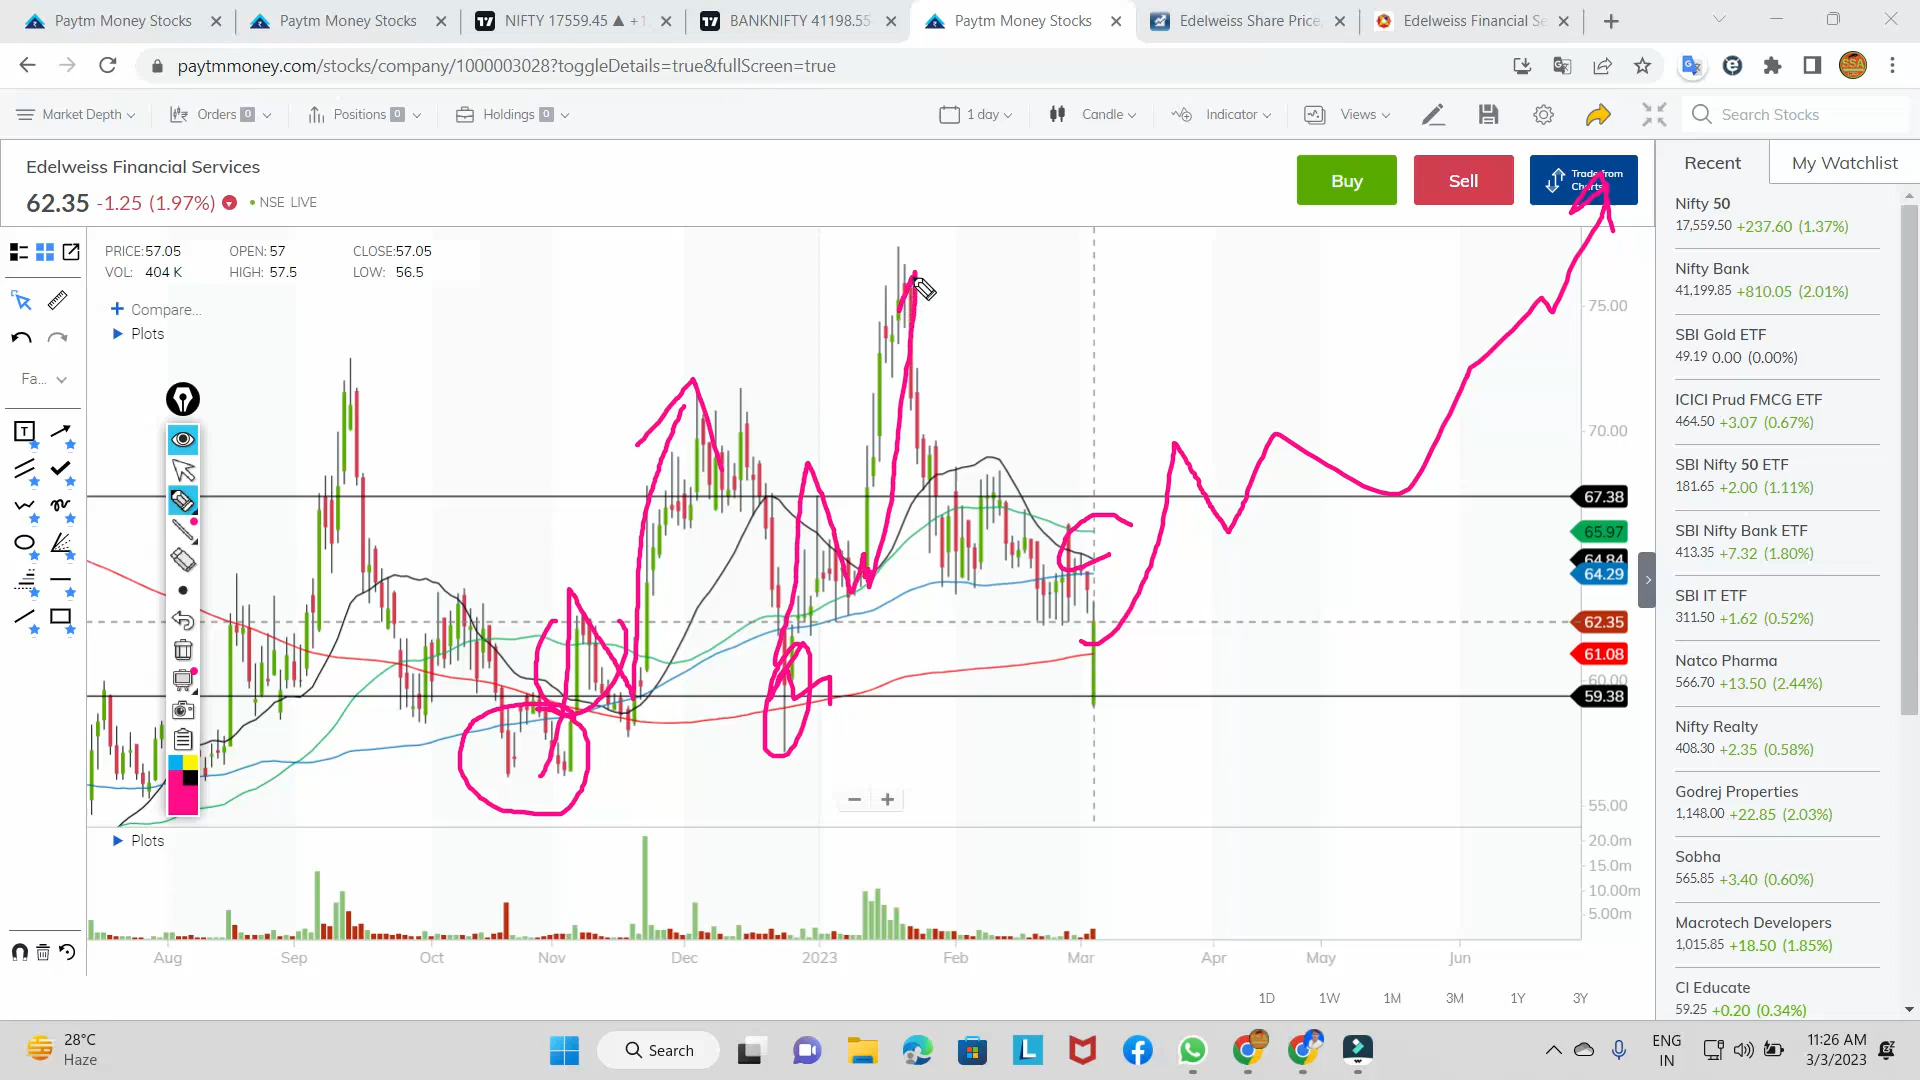 Paytm Money Stocks
Paytm Money Stocks
NIFTY 17559.45 ▲ +1.
BANKNIFTY 41198.55
Paytm Money Stocks
Edelweiss Share Price,
Edelweiss Financial Se
paytmmoney.com/stocks/company/1000003028?toggleDetails=true&fullScreen=true
SSA
Market Depth
Orders 0
Positions 0
Holdings 0
1 day
Candle
Indicator
Views
Search Stocks
Edelweiss Financial Services
62.35 -1.25 (1.97%)
• NSE LIVE
Buy
Sell
Trade from
Charts
Recent
My Watchlist
PRICE:57.05
OPEN: 57
CLOSE:57.05
VOL: 404 K
HIGH: 57.5
LOW: 56.5
Compare...
Plots
Fa...
T
75.00
70.00
67.38
65.97
64.84
64.29
62.35
61.08
60.00
59.38
55.00
Plots
20.0m
15.0m
10.00m
5.00m
Aug
Sep
Oct
Nov
Dec
2023
Feb
Mar
Apr
May
Jun
1D
1W
1M
3M
1Y
3Y
Nifty 50
17,559.50 +237.60 (1.37%)
Nifty Bank
41,199.85 +810.05 (2.01%)
SBI Gold ETF
49.19 0.00 (0.00%)
ICICI Prud FMCG ETF
464.50 +3.07 (0.67%)
SBI Nifty 50 ETF
181.65 +2.00 (1.11%)
SBI Nifty Bank ETF
413.35 +7.32 (1.80%)
SBI IT ETF
311.50 +1.62 (0.52%)
Natco Pharma
566.70 +13.50 (2.44%)
Nifty Realty
408.30 +2.35 (0.58%)
Godrej Properties
1,148.00 +22.85 (2.03%)
Sobha
565.85 +3.40 (0.60%)
Macrotech Developers
1,015.85 +18.50 (1.85%)
CI Educate
59.25 +0.20 (0.34%)
28°C
Haze
Search
L
ENG
IN
11:26 AM
3/3/2023